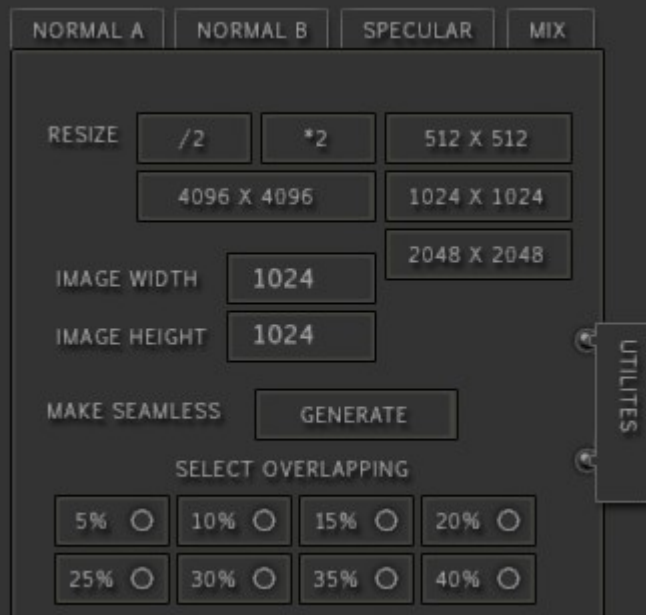 NORMAL A NORMAL B SPECULAR MIX
RESIZE /2 *2 512 X 512
4096 X 4096 1024 X 1024
2048 X 2048
IMAGE WIDTH 1024
IMAGE HEIGHT 1024
UTILITES
MAKE SEAMLESS GENERATE
SELECT OVERLAPPING
5% 10% 15% 20%
25% 30% 35% 40%